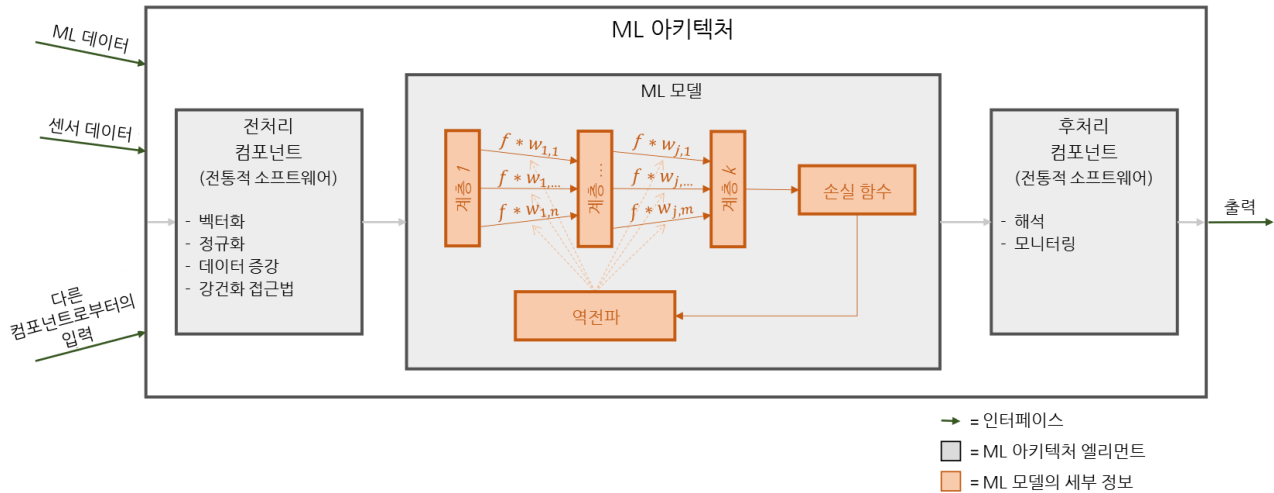 ML 아키텍처
ML 데이터
센서 데이터
다른
컴포넌트로부터의
입력
전처리
컴포넌트
(전통적 소프트웨어)
- 벡터화
- 정규화
- 데이터 증강
- 강건화 접근법
ML 모델
계층 1
f * w1,1
f * w1,...
f * w1,n
계층 ...
f * wj,1
f * wj,...
f * wj,m
계층 k
손실 함수
역전파
후처리
컴포넌트
(전통적 소프트웨어)
- 해석
- 모니터링
출력
= 인터페이스
= ML 아키텍처 엘리먼트
= ML 모델의 세부 정보